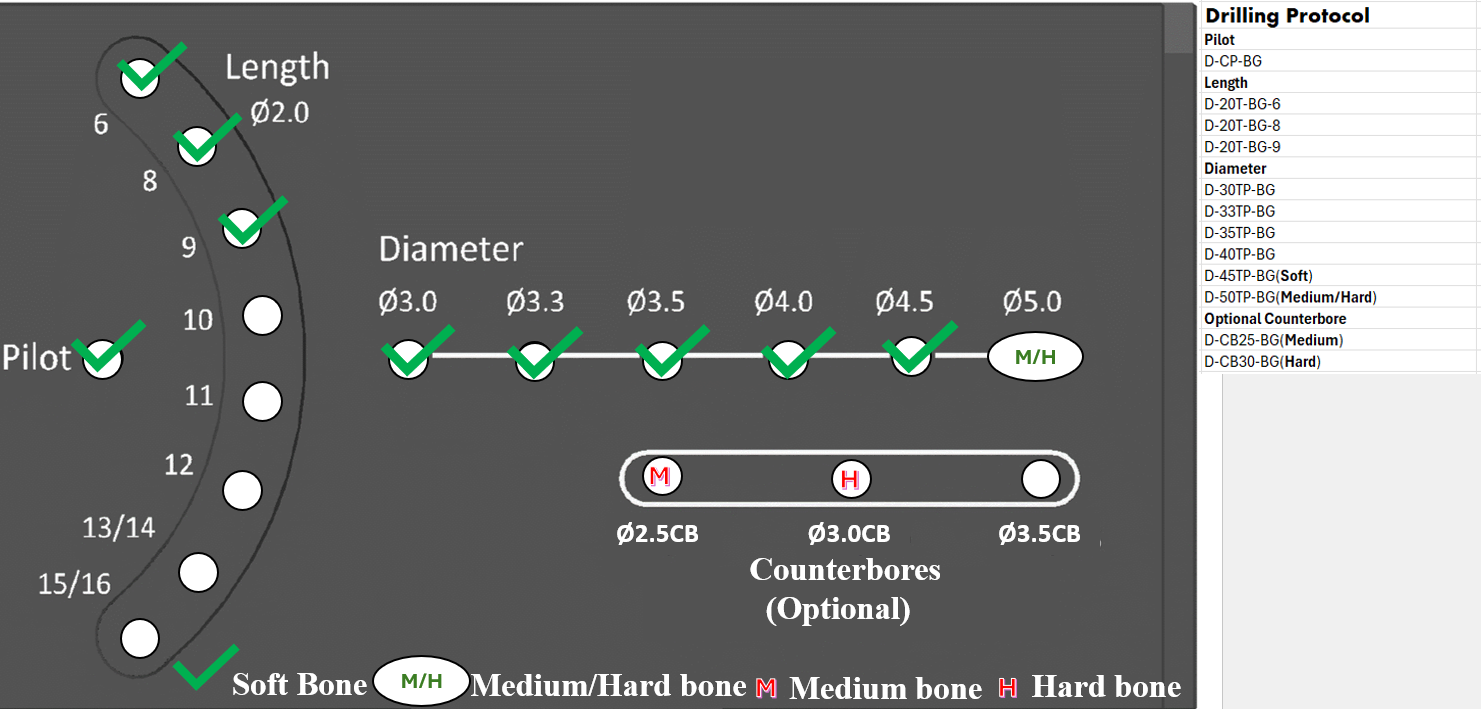 Length
Ø2.0
6
8
9
10
11
12
13/14
15/16
Pilot
Diameter
Ø3.0 Ø3.3 Ø3.5 Ø4.0 Ø4.5 Ø5.0
M/H
M H
Ø2.5CB Ø3.0CB Ø3.5CB
Counterbores
(Optional)
Soft Bone M/H Medium/Hard bone M Medium bone H Hard bone
Drilling Protocol
Pilot
D-CP-BG
Length
D-20T-BG-6
D-20T-BG-8
D-20T-BG-9
Diameter
D-30TP-BG
D-33TP-BG
D-35TP-BG
D-40TP-BG
D-45TP-BG(Soft)
D-50TP-BG(Medium/Hard)
Optional Counterbore
D-CB25-BG(Medium)
D-CB30-BG(Hard)